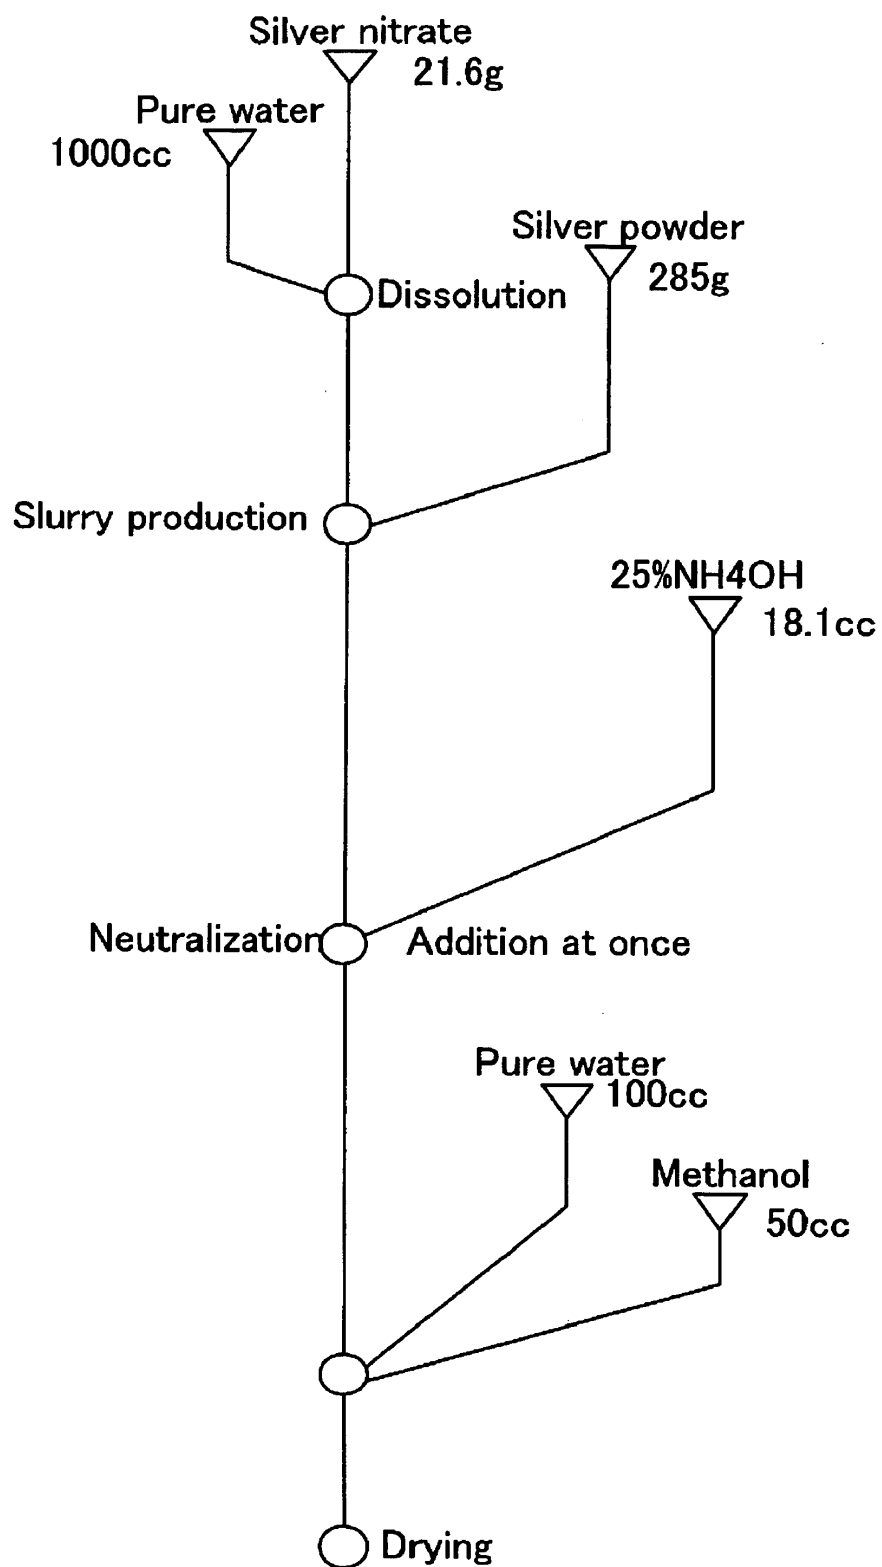 Silver nitrate
21.6g
Pure water
1000cc
Silver powder
285g
Dissolution
Slurry production
25%NH4OH
18.1cc
Neutralization
Addition at once
Pure water
100cc
Methanol
50cc
Drying